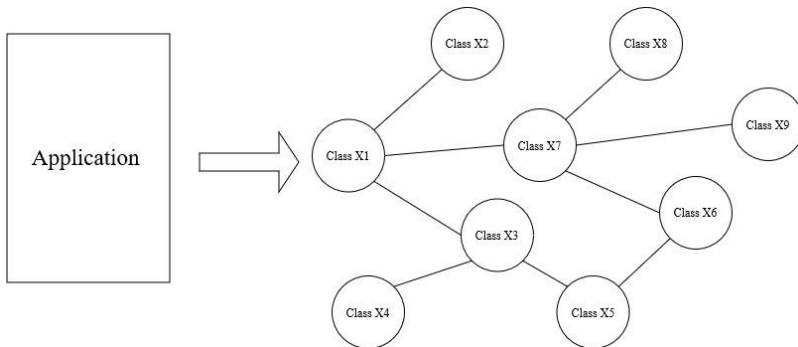 Application
Class X1
Class X2
Class X3
Class X4
Class X5
Class X6
Class X7
Class X8
Class X9